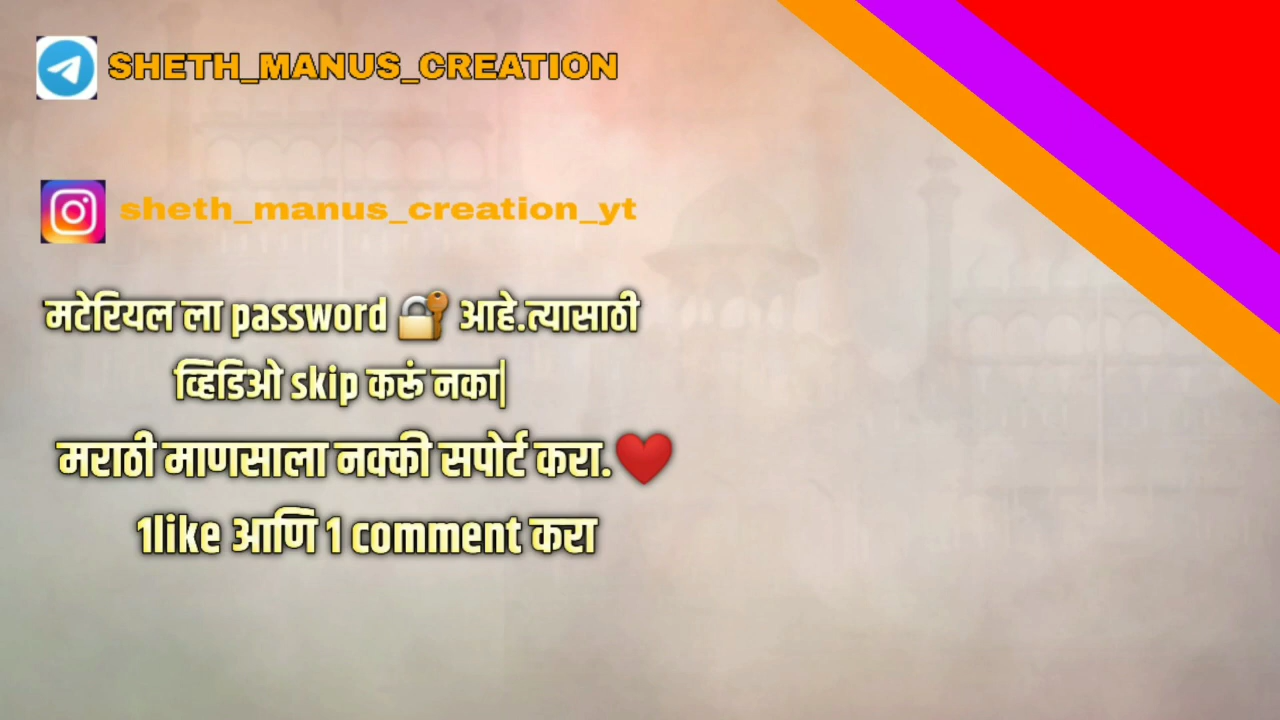 SHETH_MANUS_CREATION
sheth_manus_creation_yt
मटेरियल ला password 🔐 आहे.त्यासाठी
व्हिडिओ skip करूं नका|
मराठी माणसाला नक्की सपोर्ट करा.❤️
1like आणि 1 comment करा